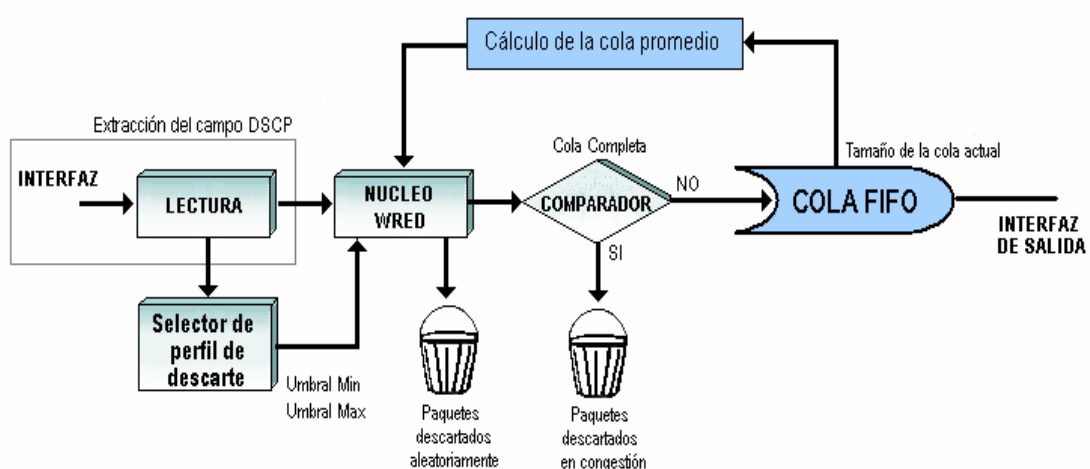 Cálculo de la cola promedio
Extracción del campo DSCP
INTERFAZ
LECTURA
NUCLEO
WRED
Cola Completa
COMPARADOR
NO
SI
Tamaño de la cola actual
COLA FIFO
INTERFAZ
DE SALIDA
Selector de
perfil de
descarte
Umbral Min
Umbral Max
Paquetes
descartados
aleatoriamente
Paquetes
descartados
en congestión